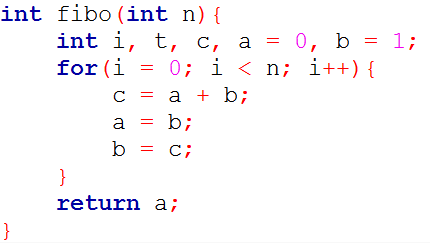 int fibo(int n){
    int i, t, c, a = 0, b = 1;
    for(i = 0; i < n; i++){
        c = a + b;
        a = b;
        b = c;
    }
    return a;
}